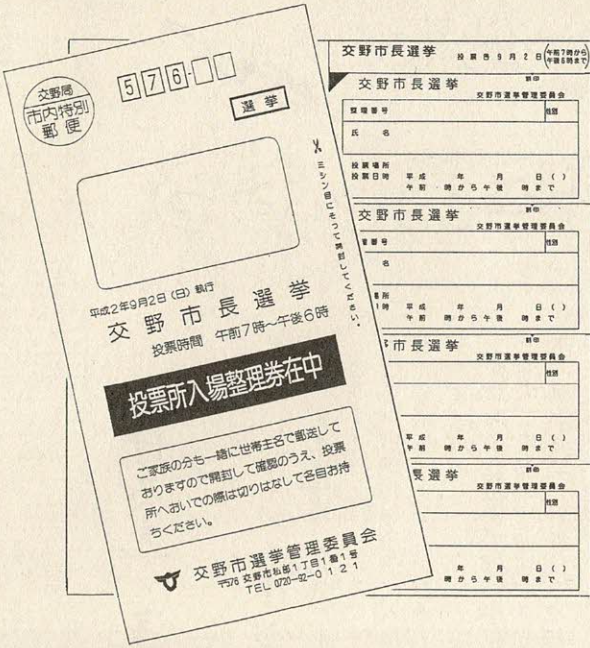 交野局
市内特別
郵便
576-
選挙
✂ミシン目にそって開封してください。
平成2年9月2日(日)執行
交野市長選挙
投票時間 午前7時~午後6時
投票所入場整理券在中
ご家族の分も一緒に世帯主名で郵送して
おりますので開封して確認のうえ、投票
所へおいでの際は切りはなして各自お持
ちください。
交野市選挙管理委員会
〒576 交野市私部1丁目1番1号
TEL 0720-92-0121
交野市長選挙 投票日9月2日(午前7時から午後6時まで)
交野市長選挙
交野市選挙管理委員会
整理番号 性別
氏名
投票場所
投票日時 平成 年 月 日( )
午前 時から午後 時まで
交野市長選挙
交野市選挙管理委員会
番号 性別
名
場所
平成 年 月 日( )
午前 時から午後 時まで
市長選挙
交野市選挙管理委員会
性別
平成 年 月 日( )
午前 時から午後 時まで
長選挙
交野市選挙管理委員会
性別
年 月 日( )
時から午後 時まで